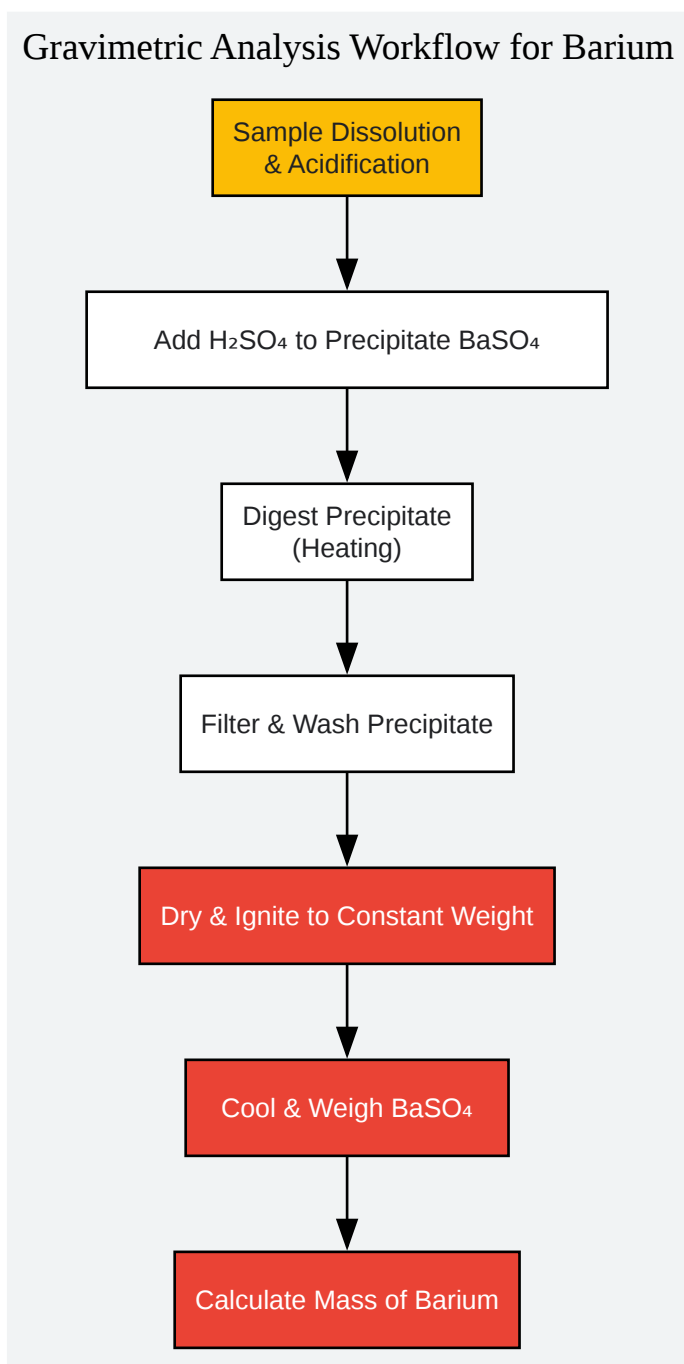 Gravimetric Analysis Workflow for Barium
Sample Dissolution
& Acidification
Add H₂SO₄ to Precipitate BaSO₄
Digest Precipitate
(Heating)
Filter & Wash Precipitate
Dry & Ignite to Constant Weight
Cool & Weigh BaSO₄
Calculate Mass of Barium